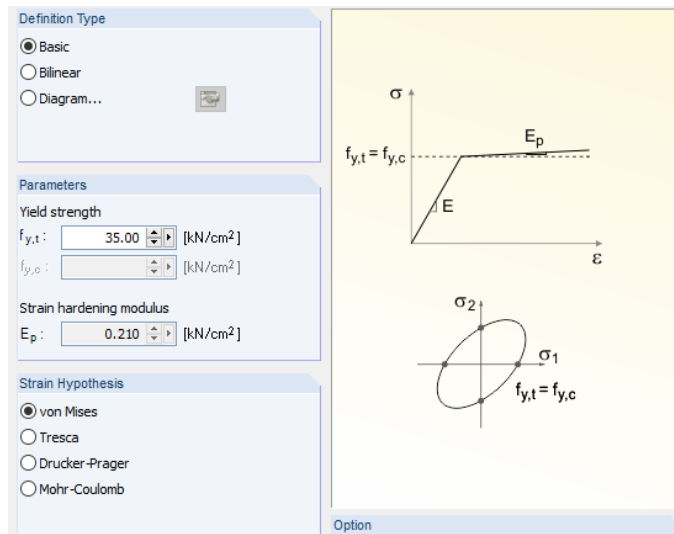 Definition Type
Basic
Bilinear
Diagram...
Parameters
Yield strength
fy,t : 35.00 [kN/cm²]
fy,c : [kN/cm²]
Strain hardening modulus
Ep : 0.210 [kN/cm²]
Strain Hypothesis
von Mises
Tresca
Drucker-Prager
Mohr-Coulomb
σ
Ep
fy,t = fy,c
E
ε
σ2
σ1
fy,t = fy,c
Option